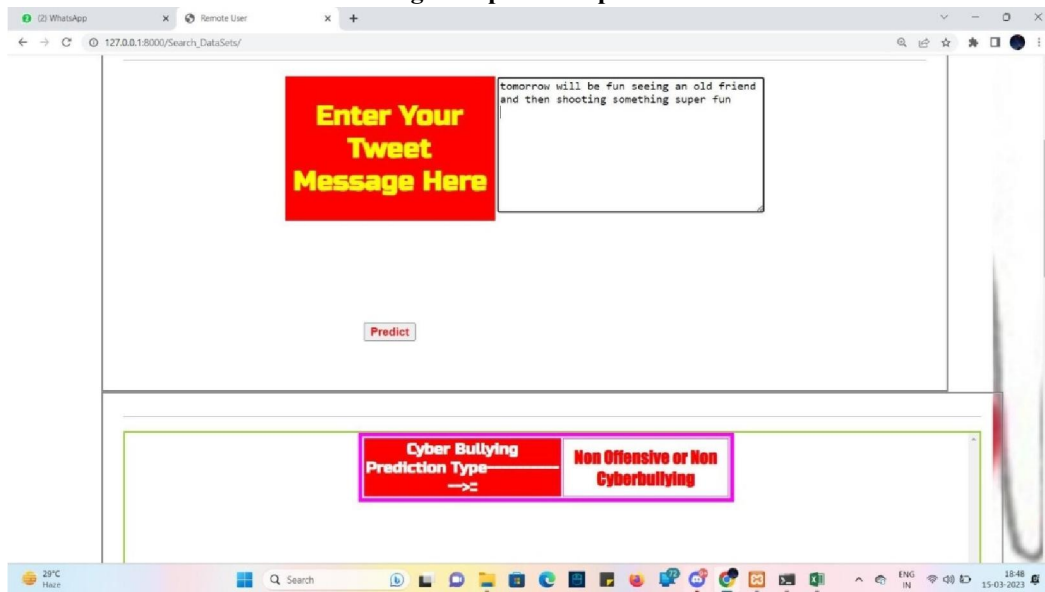 (2) WhatsApp
Remote User
127.0.0.1:8000/Search_DataSets/
Enter Your
Tweet
Message Here
tomorrow will be fun seeing an old friend
and then shooting something super fun
Predict
Cyber Bullying
Prediction Type————
—>:
Non Offensive or Non
Cyberbullying
29°C
Haze
Search
ENG
IN
18:48
15-03-2023